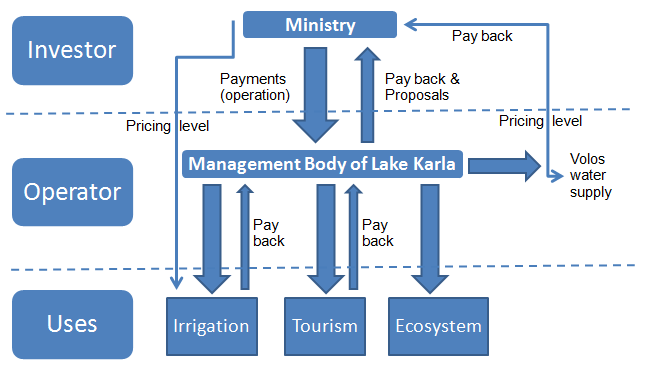 Investor
Ministry
Pay back
Payments
(operation)
Pay back &
Proposals
Pricing level
Pricing level
Operator
Management Body of Lake Karla
Volos
water
supply
Pay
back
Pay
back
Uses
Irrigation
Tourism
Ecosystem